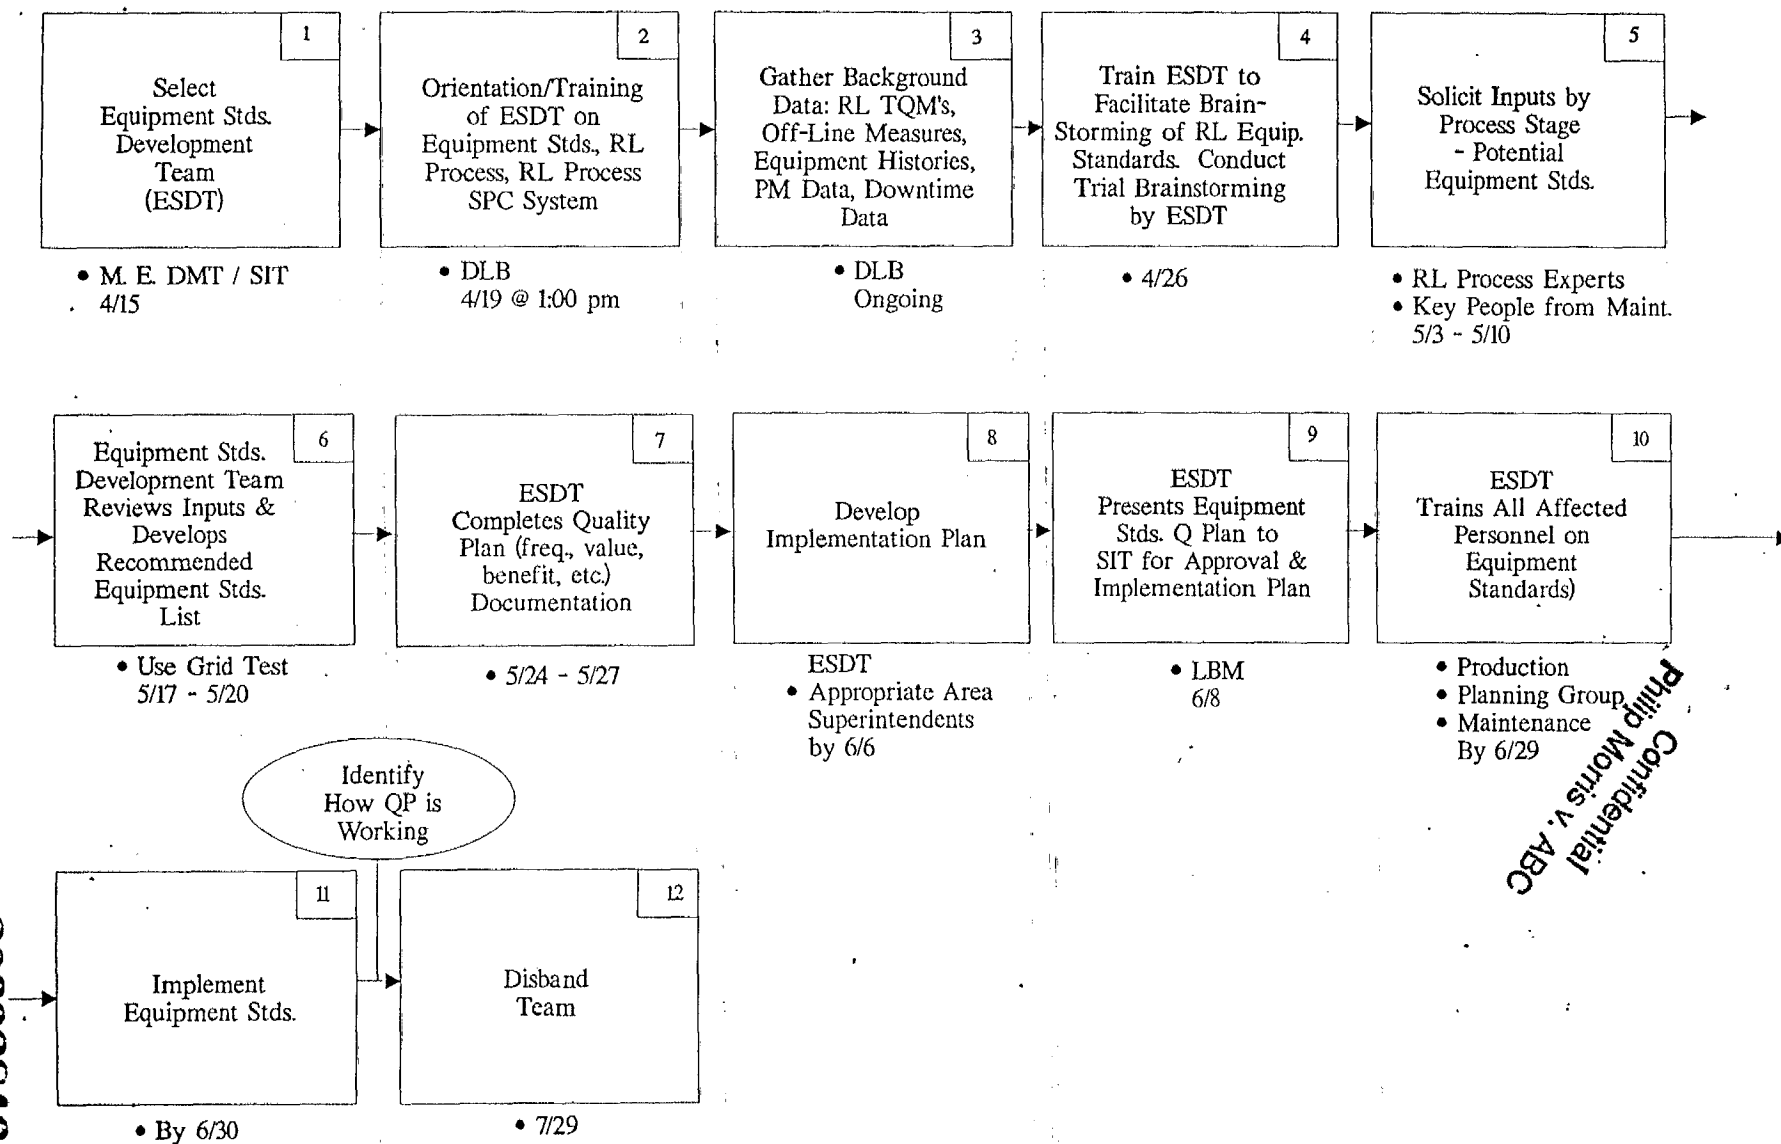 1
Select
Equipment Stds.
Development
Team
(ESDT)
• M. E. DMT / SIT
4/15
2
Orientation/Training
of ESDT on
Equipment Stds., RL
Process, RL Process
SPC System
• DLB
4/19 @ 1:00 pm
3
Gather Background
Data: RL TQM's,
Off-Line Measures,
Equipment Histories,
PM Data, Downtime
Data
• DLB
Ongoing
4
Train ESDT to
Facilitate Brain-
Storming of RL Equip.
Standards. Conduct
Trial Brainstorming
by ESDT
• 4/26
5
Solicit Inputs by
Process Stage
- Potential
Equipment Stds.
• RL Process Experts
• Key People from Maint.
5/3 - 5/10
6
Equipment Stds.
Development Team
Reviews Inputs &
Develops
Recommended
Equipment Stds.
List
• Use Grid Test
5/17 - 5/20
7
ESDT
Completes Quality
Plan (freq., value,
benefit, etc.)
Documentation
• 5/24 - 5/27
8
Develop
Implementation Plan
ESDT
• Appropriate Area
Superintendents
by 6/6
9
ESDT
Presents Equipment
Stds. Q Plan to
SIT for Approval &
Implementation Plan
• LBM
6/8
10
ESDT
Trains All Affected
Personnel on
Equipment
Standards)
• Production
• Planning Group
• Maintenance
By 6/29
Confidential
Philip Morris v. ABC
Identify
How QP is
Working
11
Implement
Equipment Stds.
• By 6/30
12
Disband
Team
• 7/29